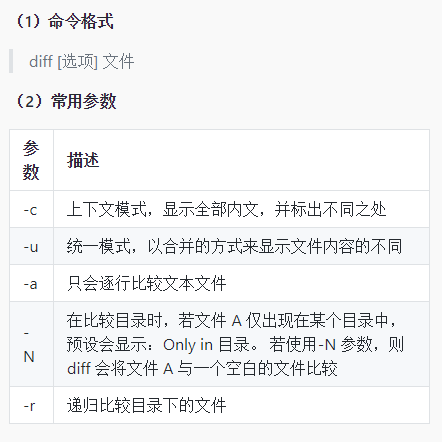 （1）命令格式
diff [选项] 文件
（2）常用参数
参
数
描述
-c
上下文模式，显示全部内文，并标出不同之处
-u
统一模式，以合并的方式来显示文件内容的不同
-a
只会逐行比较文本文件
-
N
在比较目录时，若文件 A 仅出现在某个目录中，
预设会显示：Only in 目录。 若使用-N 参数，则
diff 会将文件 A 与一个空白的文件比较
-r
递归比较目录下的文件